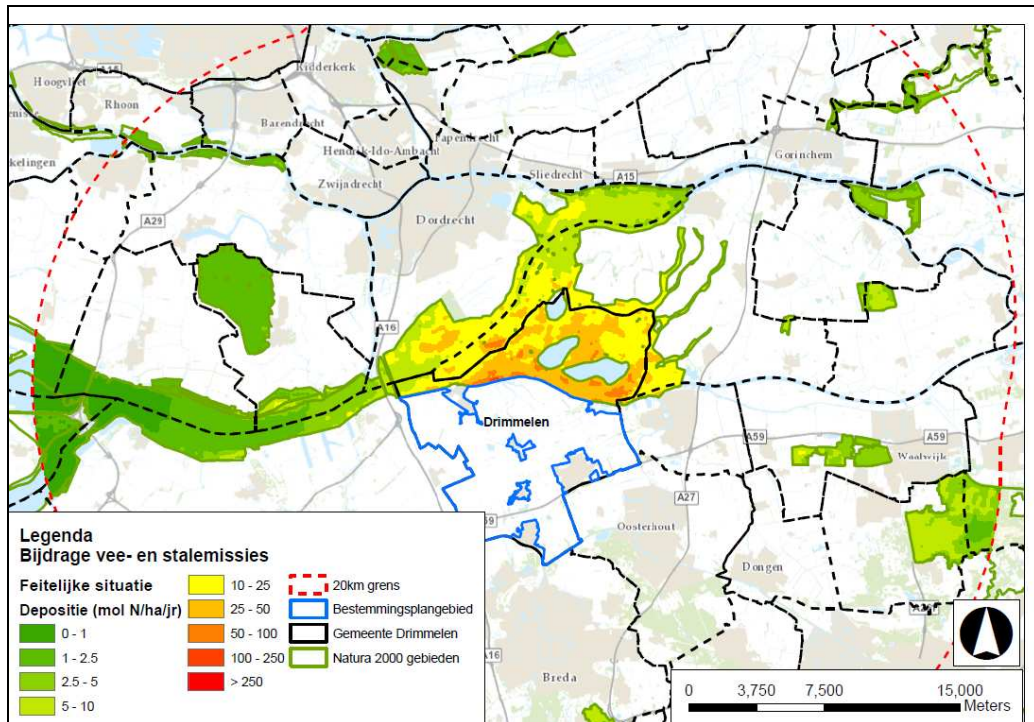 A15
Ridderkerk
Hoogvliet
Rhoon
Barendrecht
Papendrecht
Hendrik-Ido-Ambacht
Sliedrecht
A15
Gorinchem
Zwijndrecht
Dordrecht
A29
A16
Drimmelen
A59
A59
Waalwijk
A27
59
Oosterhout
Dongen
A16
Breda
Legenda
Bijdrage vee- en stalemissies
Feitelijke situatie
Depositie (mol N/ha/jr)
0 - 1
1 - 2.5
2.5 - 5
5 - 10
10 - 25
25 - 50
50 - 100
100 - 250
> 250
20km grens
Bestemmingsplangebied
Gemeente Drimmelen
Natura 2000 gebieden
0 3,750 7,500 15,000
Meters